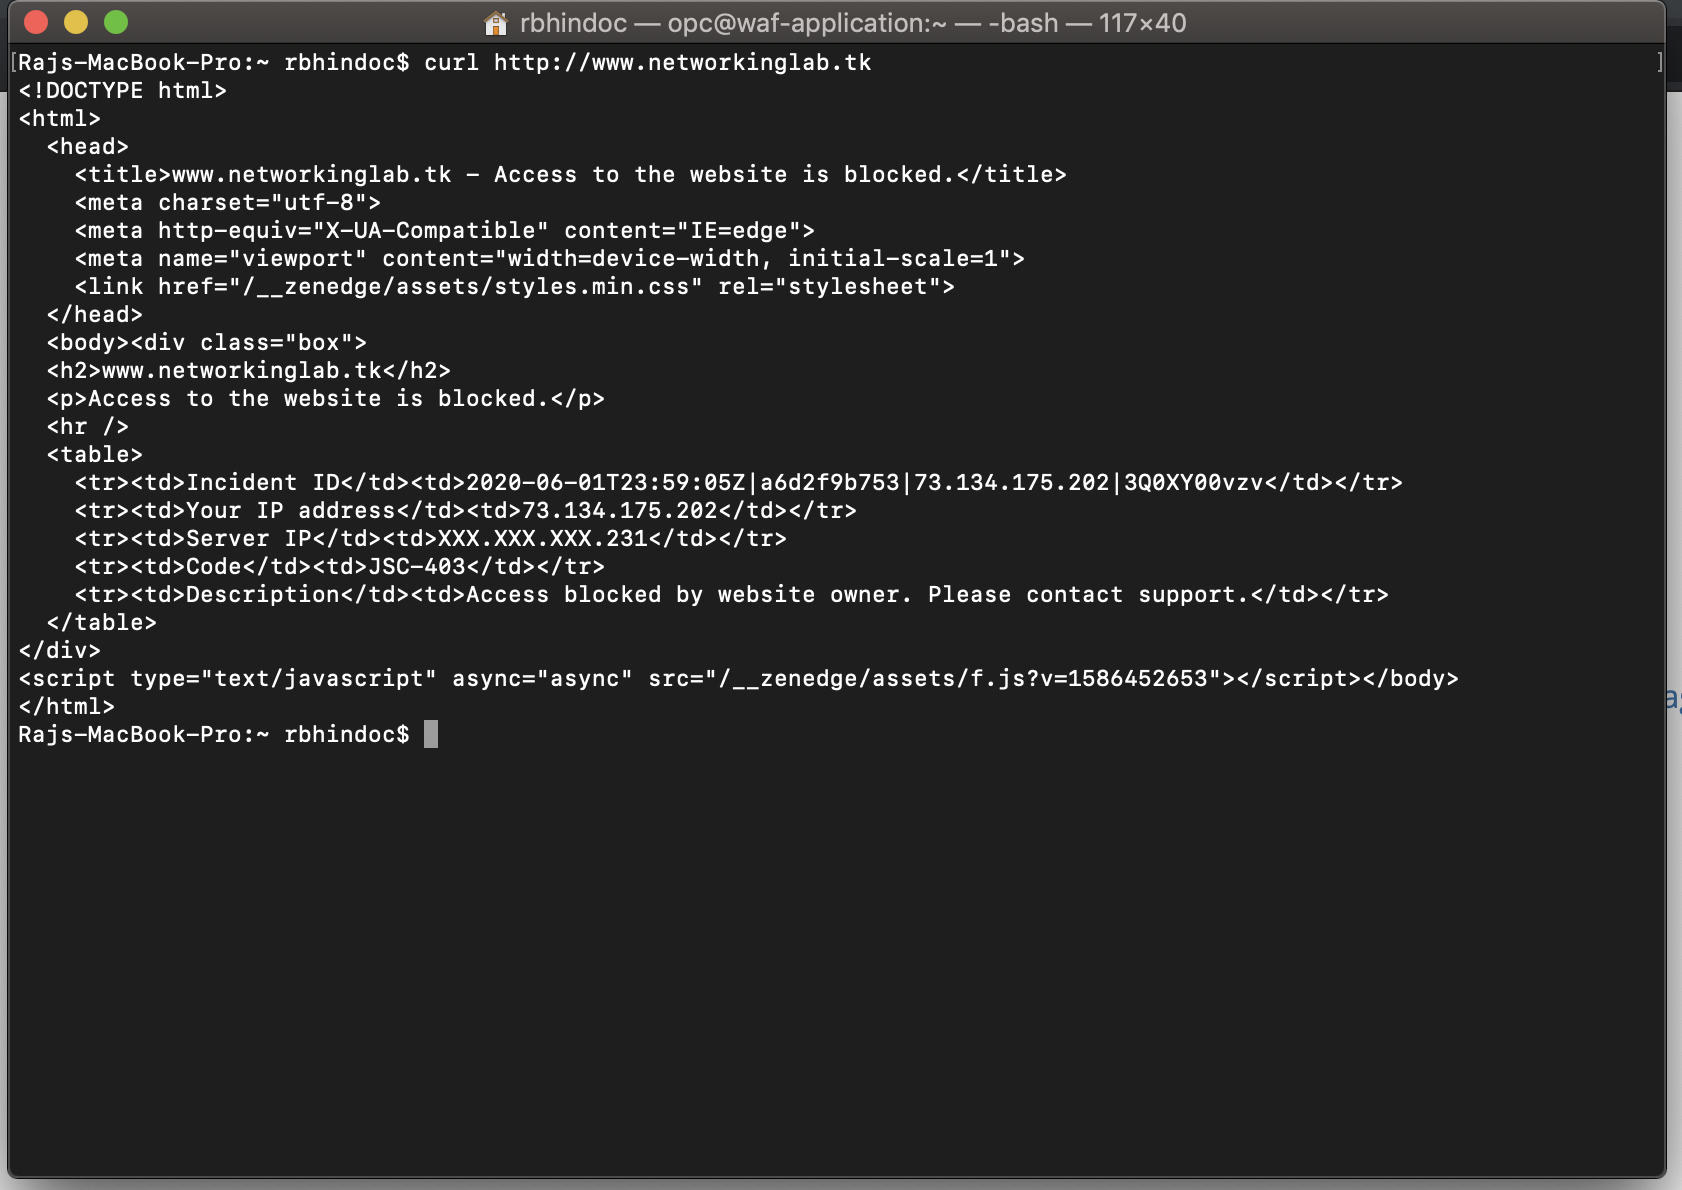 rbhindoc — opc@waf-application:~ — -bash — 117×40
[Rajs-MacBook-Pro:~ rbhindoc$ curl http://www.networkinglab.tk ]
<!DOCTYPE html>
<html>
  <head>
    <title>www.networkinglab.tk - Access to the website is blocked.</title>
    <meta charset="utf-8">
    <meta http-equiv="X-UA-Compatible" content="IE=edge">
    <meta name="viewport" content="width=device-width, initial-scale=1">
    <link href="/__zenedge/assets/styles.min.css" rel="stylesheet">
  </head>
  <body><div class="box">
  <h2>www.networkinglab.tk</h2>
  <p>Access to the website is blocked.</p>
  <hr />
  <table>
    <tr><td>Incident ID</td><td>2020-06-01T23:59:05Z|a6d2f9b753|73.134.175.202|3Q0XY00vzv</td></tr>
    <tr><td>Your IP address</td><td>73.134.175.202</td></tr>
    <tr><td>Server IP</td><td>XXX.XXX.XXX.231</td></tr>
    <tr><td>Code</td><td>JSC-403</td></tr>
    <tr><td>Description</td><td>Access blocked by website owner. Please contact support.</td></tr>
  </table>
</div>
<script type="text/javascript" async="async" src="/__zenedge/assets/f.js?v=1586452653"></script></body>
</html>
Rajs-MacBook-Pro:~ rbhindoc$